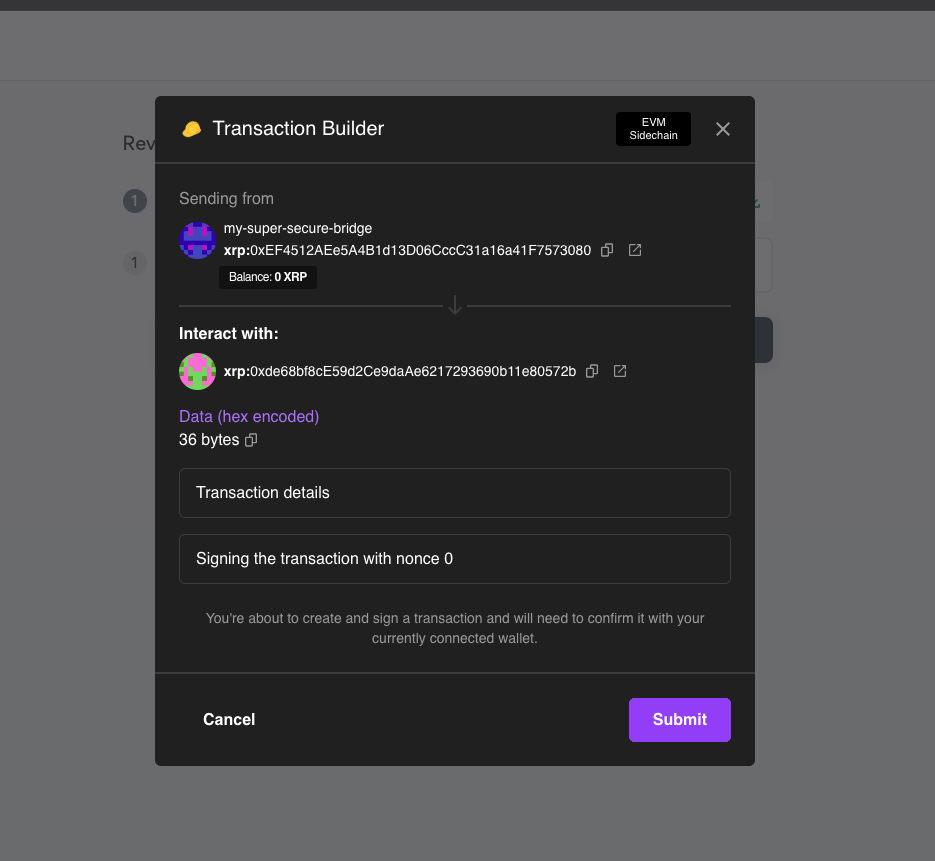 Transaction Builder
EVM
Sidechain
Rev
1
Sending from
my-super-secure-bridge
xrp:0xEF4512AEe5A4B1d13D06CccC31a16a41F7573080
Balance: 0 XRP
1
Interact with:
xrp:0xde68bf8cE59d2Ce9daAe6217293690b11e80572b
Data (hex encoded)
36 bytes
Transaction details
Signing the transaction with nonce 0
You're about to create and sign a transaction and will need to confirm it with your
currently connected wallet.
Cancel
Submit